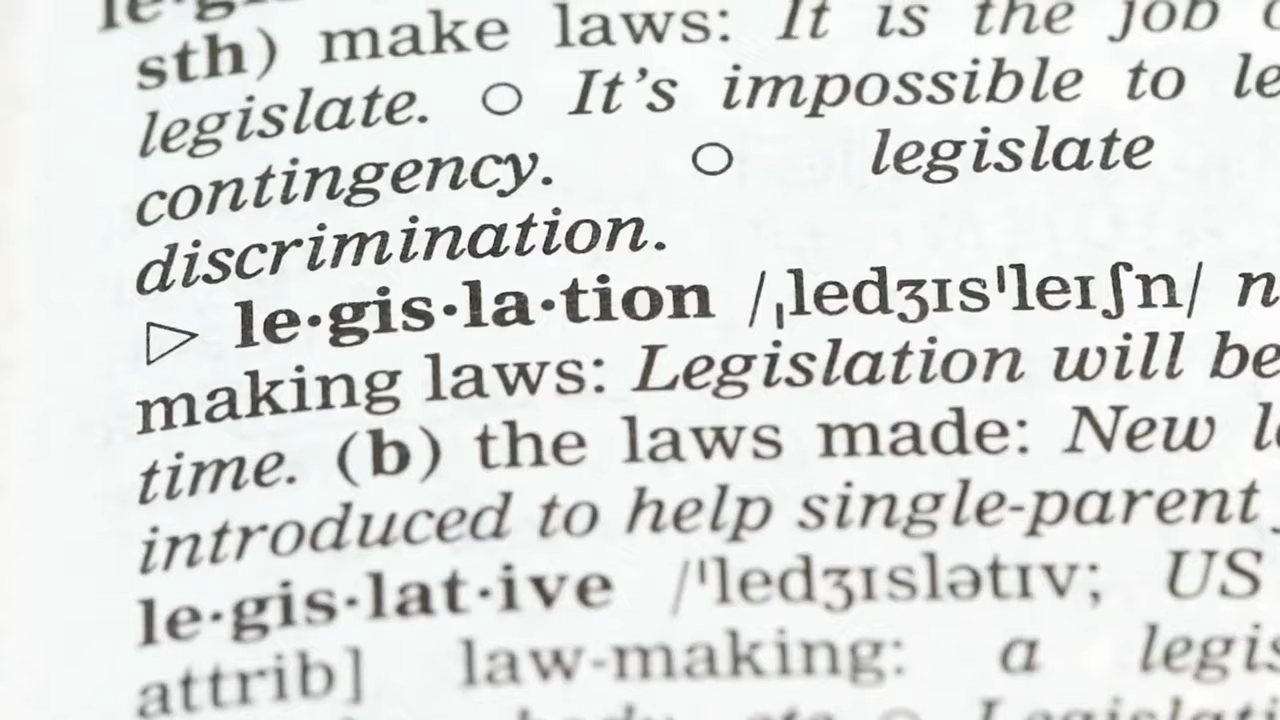 sth) make laws: It is the job
legislate. ○ It's impossible to le
contingency. ○ legislate
discrimination.
▷ le·gis·la·tion /ˌledʒɪsˈleɪʃn/ n
making laws: Legislation will be
time. (b) the laws made: New l
introduced to help single-parent
le·gis·lat·ive /ˈledʒɪslətɪv; US
attrib] law-making: a legis